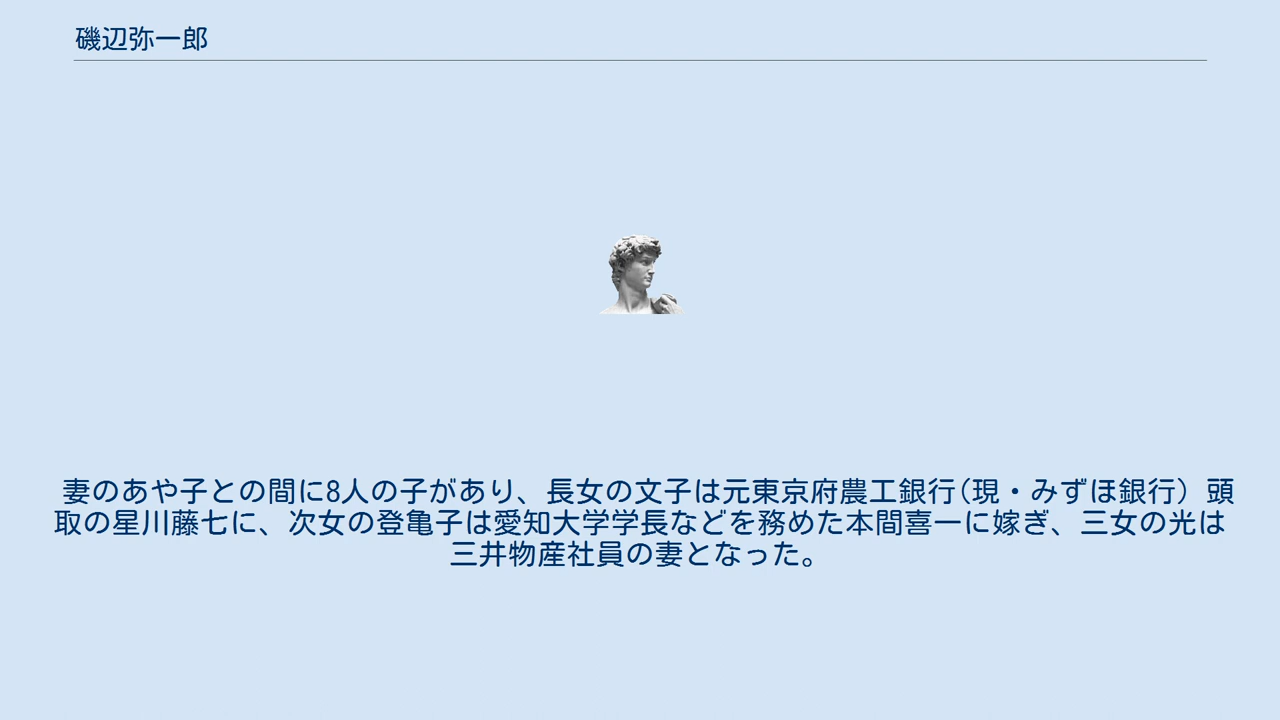 磯辺弥一郎
妻のあや子との間に8人の子があり、長女の文子は元東京府農工銀行(現・みずほ銀行) 頭
取の星川藤七に、次女の登亀子は愛知大学学長などを務めた本間喜一に嫁ぎ、三女の光は
三井物産社員の妻となった。